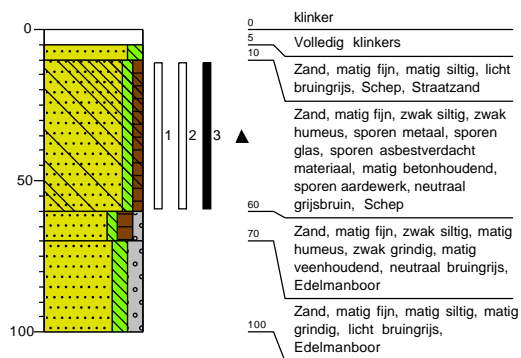 0
50
100
1
2
3
0
klinker
5
Volledig klinkers
10
Zand, matig fijn, matig siltig, licht
bruingrijs, Schep, Straatzand
Zand, matig fijn, zwak siltig, zwak
humeus, sporen metaal, sporen
glas, sporen asbestverdacht
materiaal, matig betonhoudend,
sporen aardewerk, neutraal
grijsbruin, Schep
60
Zand, matig fijn, zwak siltig, matig
humeus, zwak grindig, matig
veenhoudend, neutraal bruingrijs,
Edelmanboor
70
Zand, matig fijn, matig siltig, matig
grindig, licht bruingrijs,
Edelmanboor
100